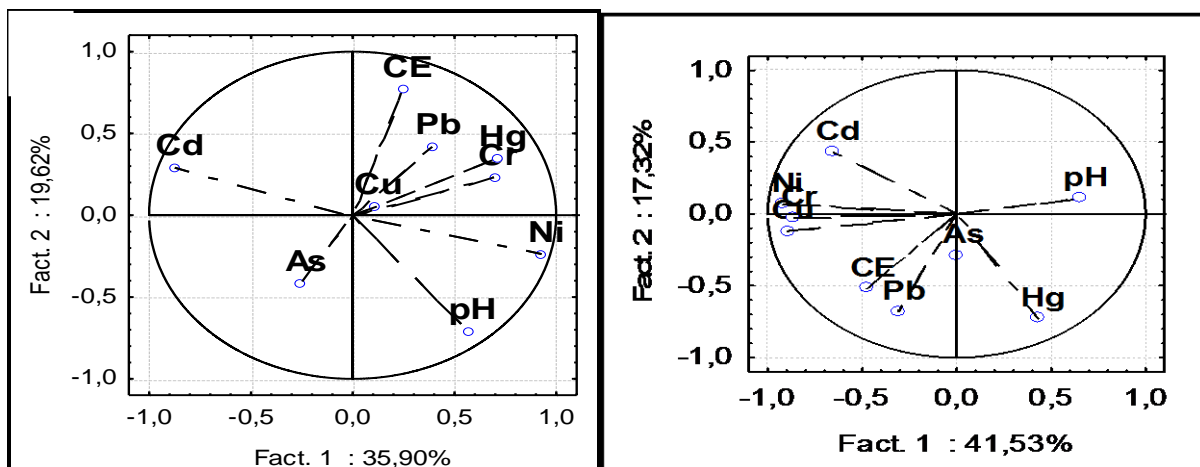 1,0
0,5
0,0
-0,5
-1,0
Fact. 2 : 19,62%
CE
Pb
Hg
Cr
Cd
Cu
Ni
As
pH
-1,0 -0,5 0,0 0,5 1,0
Fact. 1 : 35,90%
1,0
0,5
0,0
-0,5
-1,0
Fact. 2 : 17,32%
Cd
pH
Ni
Cr
As
CE
Pb
Hg
-1,0 -0,5 0,0 0,5 1,0
Fact. 1 : 41,53%